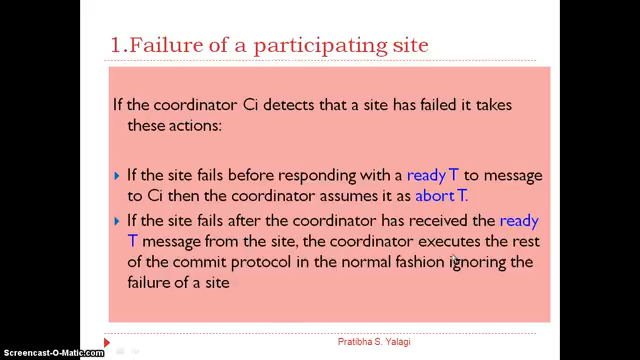 1.Failure of a participating site
If the coordinator Ci detects that a site has failed it takes
these actions:
If the site fails before responding with a ready T to message
to Ci then the coordinator assumes it as abort T.
If the site fails after the coordinator has received the ready
T message from the site, the coordinator executes the rest
of the commit protocol in the normal fashion ignoring the
failure of a site
Pratibha S. Yalagi
Screencast-O-Matic.com